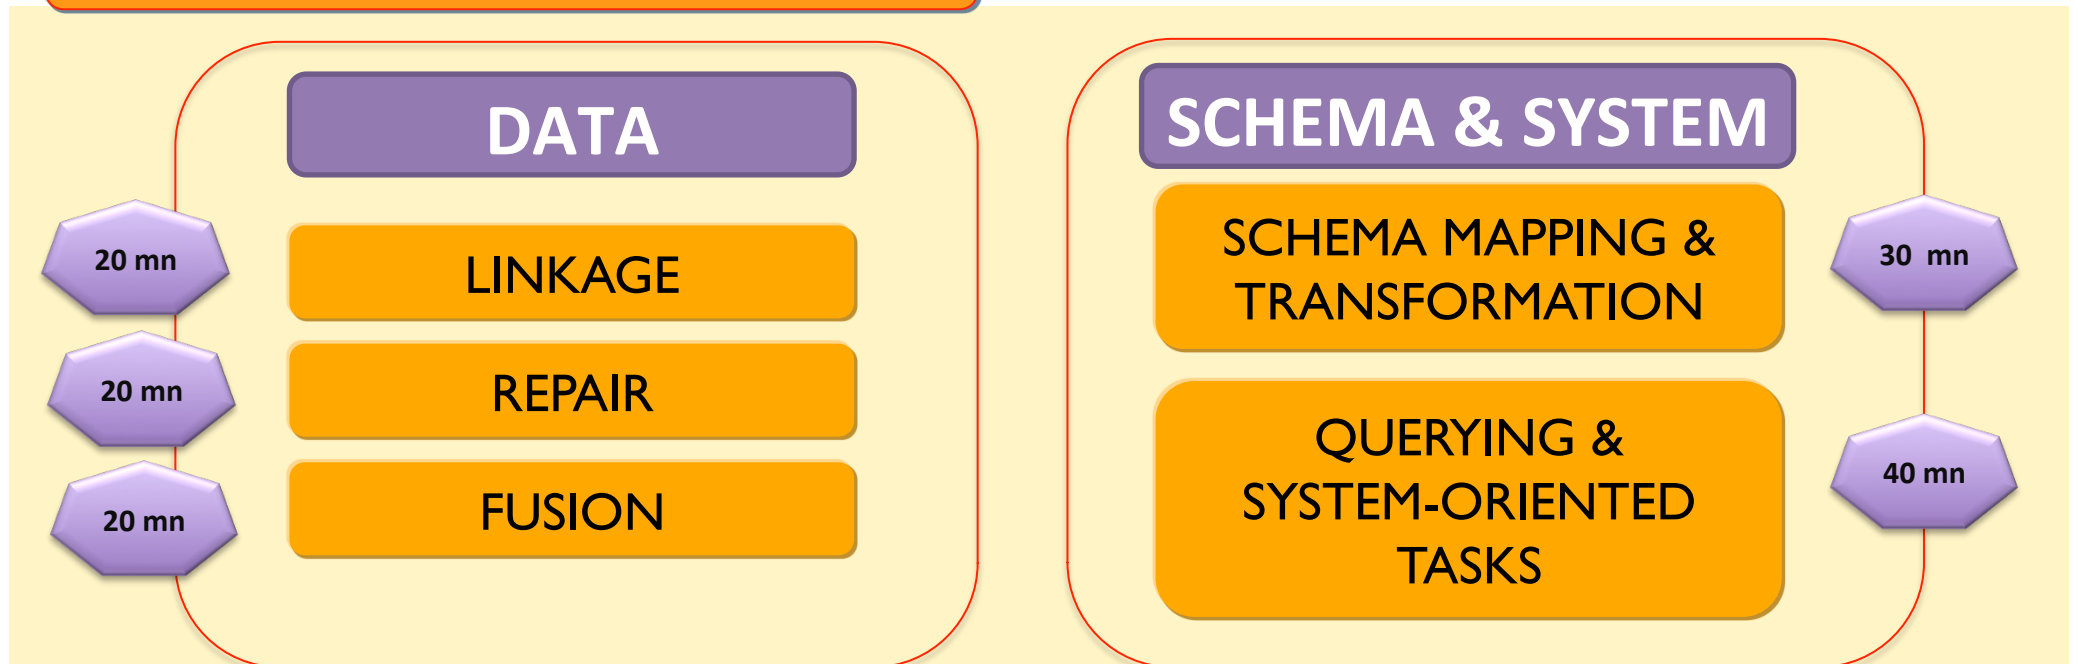 DATA
20 mn
LINKAGE
20 mn
REPAIR
20 mn
FUSION
SCHEMA & SYSTEM
SCHEMA MAPPING &
TRANSFORMATION
30 mn
QUERYING &
SYSTEM-ORIENTED
TASKS
40 mn